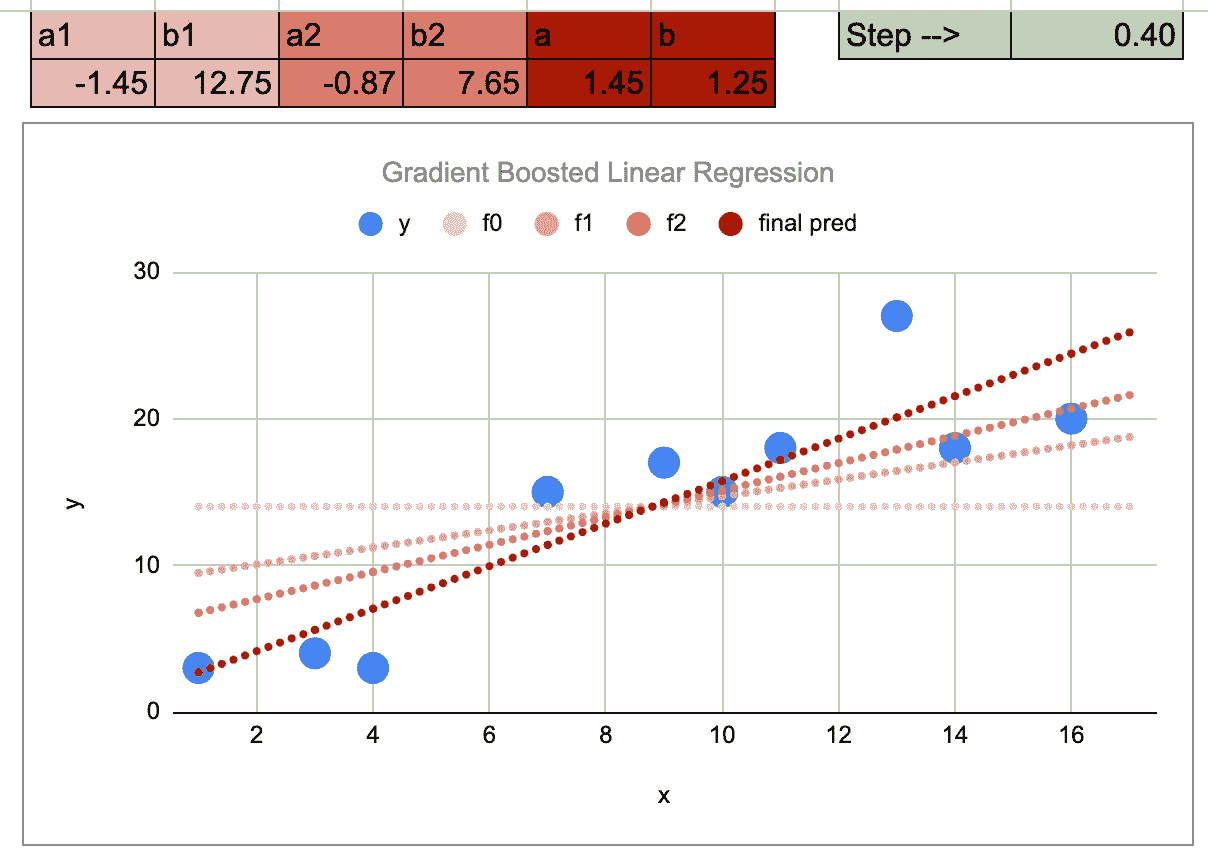 a1 b1 a2 b2 a b Step --> 0.40
-1.45 12.75 -0.87 7.65 1.45 1.25
Gradient Boosted Linear Regression
y f0 f1 f2 final pred
30
20
y
10
0
2 4 6 8 10 12 14 16
x